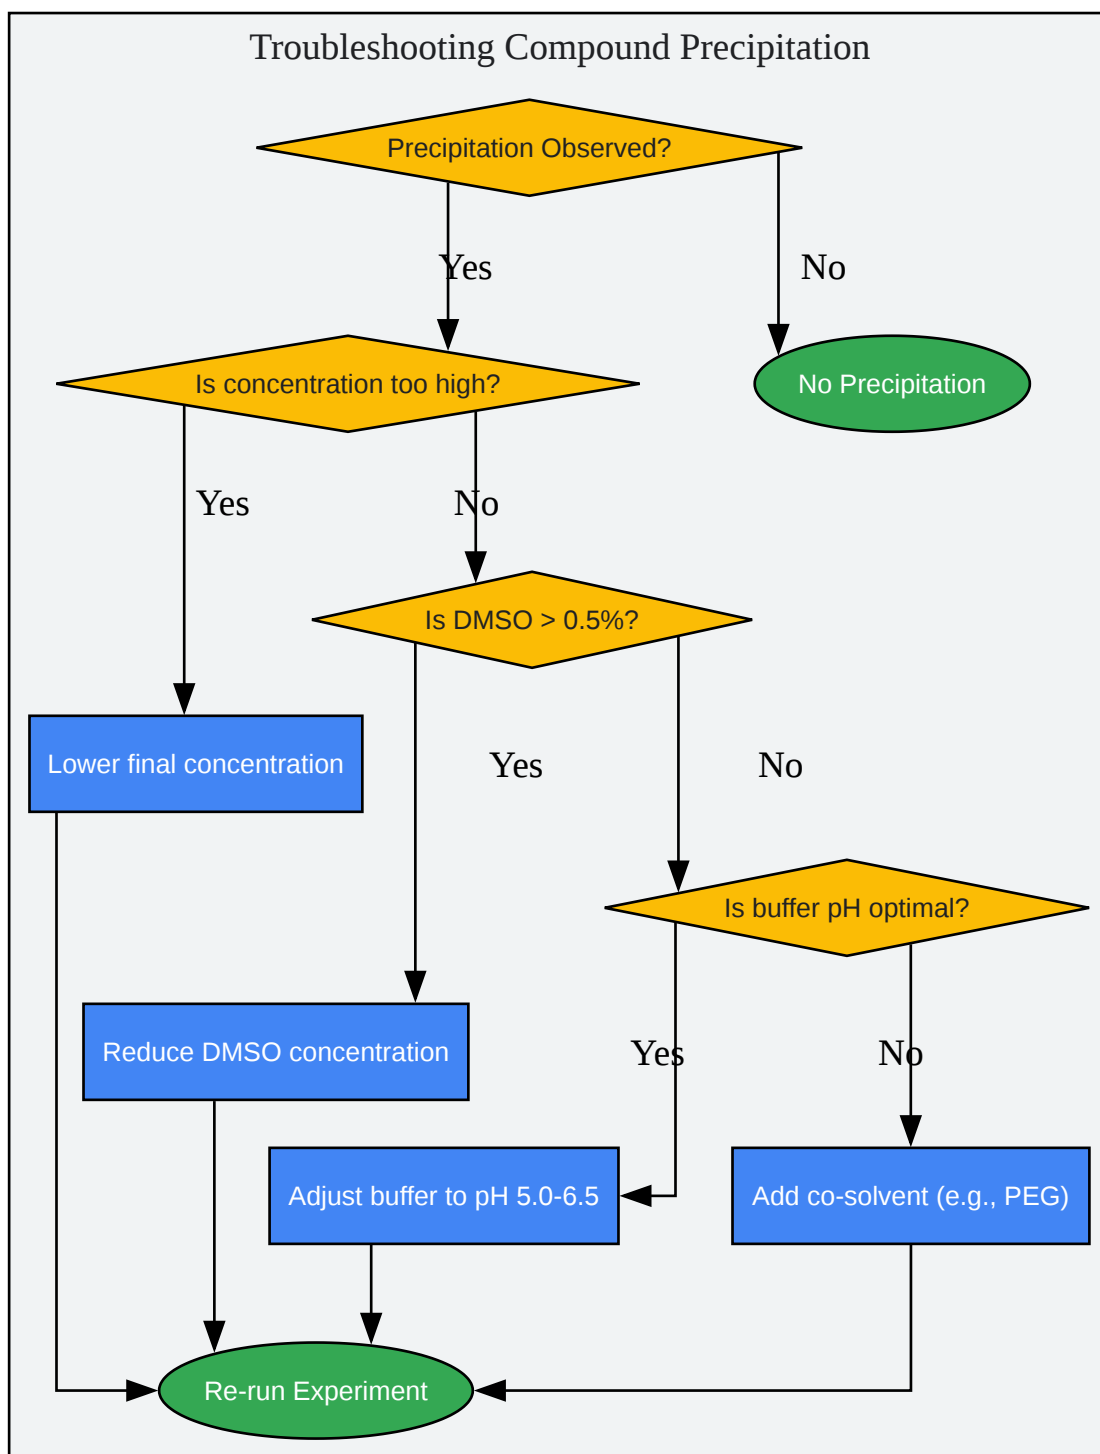 Troubleshooting Compound Precipitation
Precipitation Observed?
Yes
No
Is concentration too high?
No Precipitation
Yes
No
Is DMSO > 0.5%?
Lower final concentration
Yes
No
Is buffer pH optimal?
Reduce DMSO concentration
Yes
No
Adjust buffer to pH 5.0-6.5
Add co-solvent (e.g., PEG)
Re-run Experiment